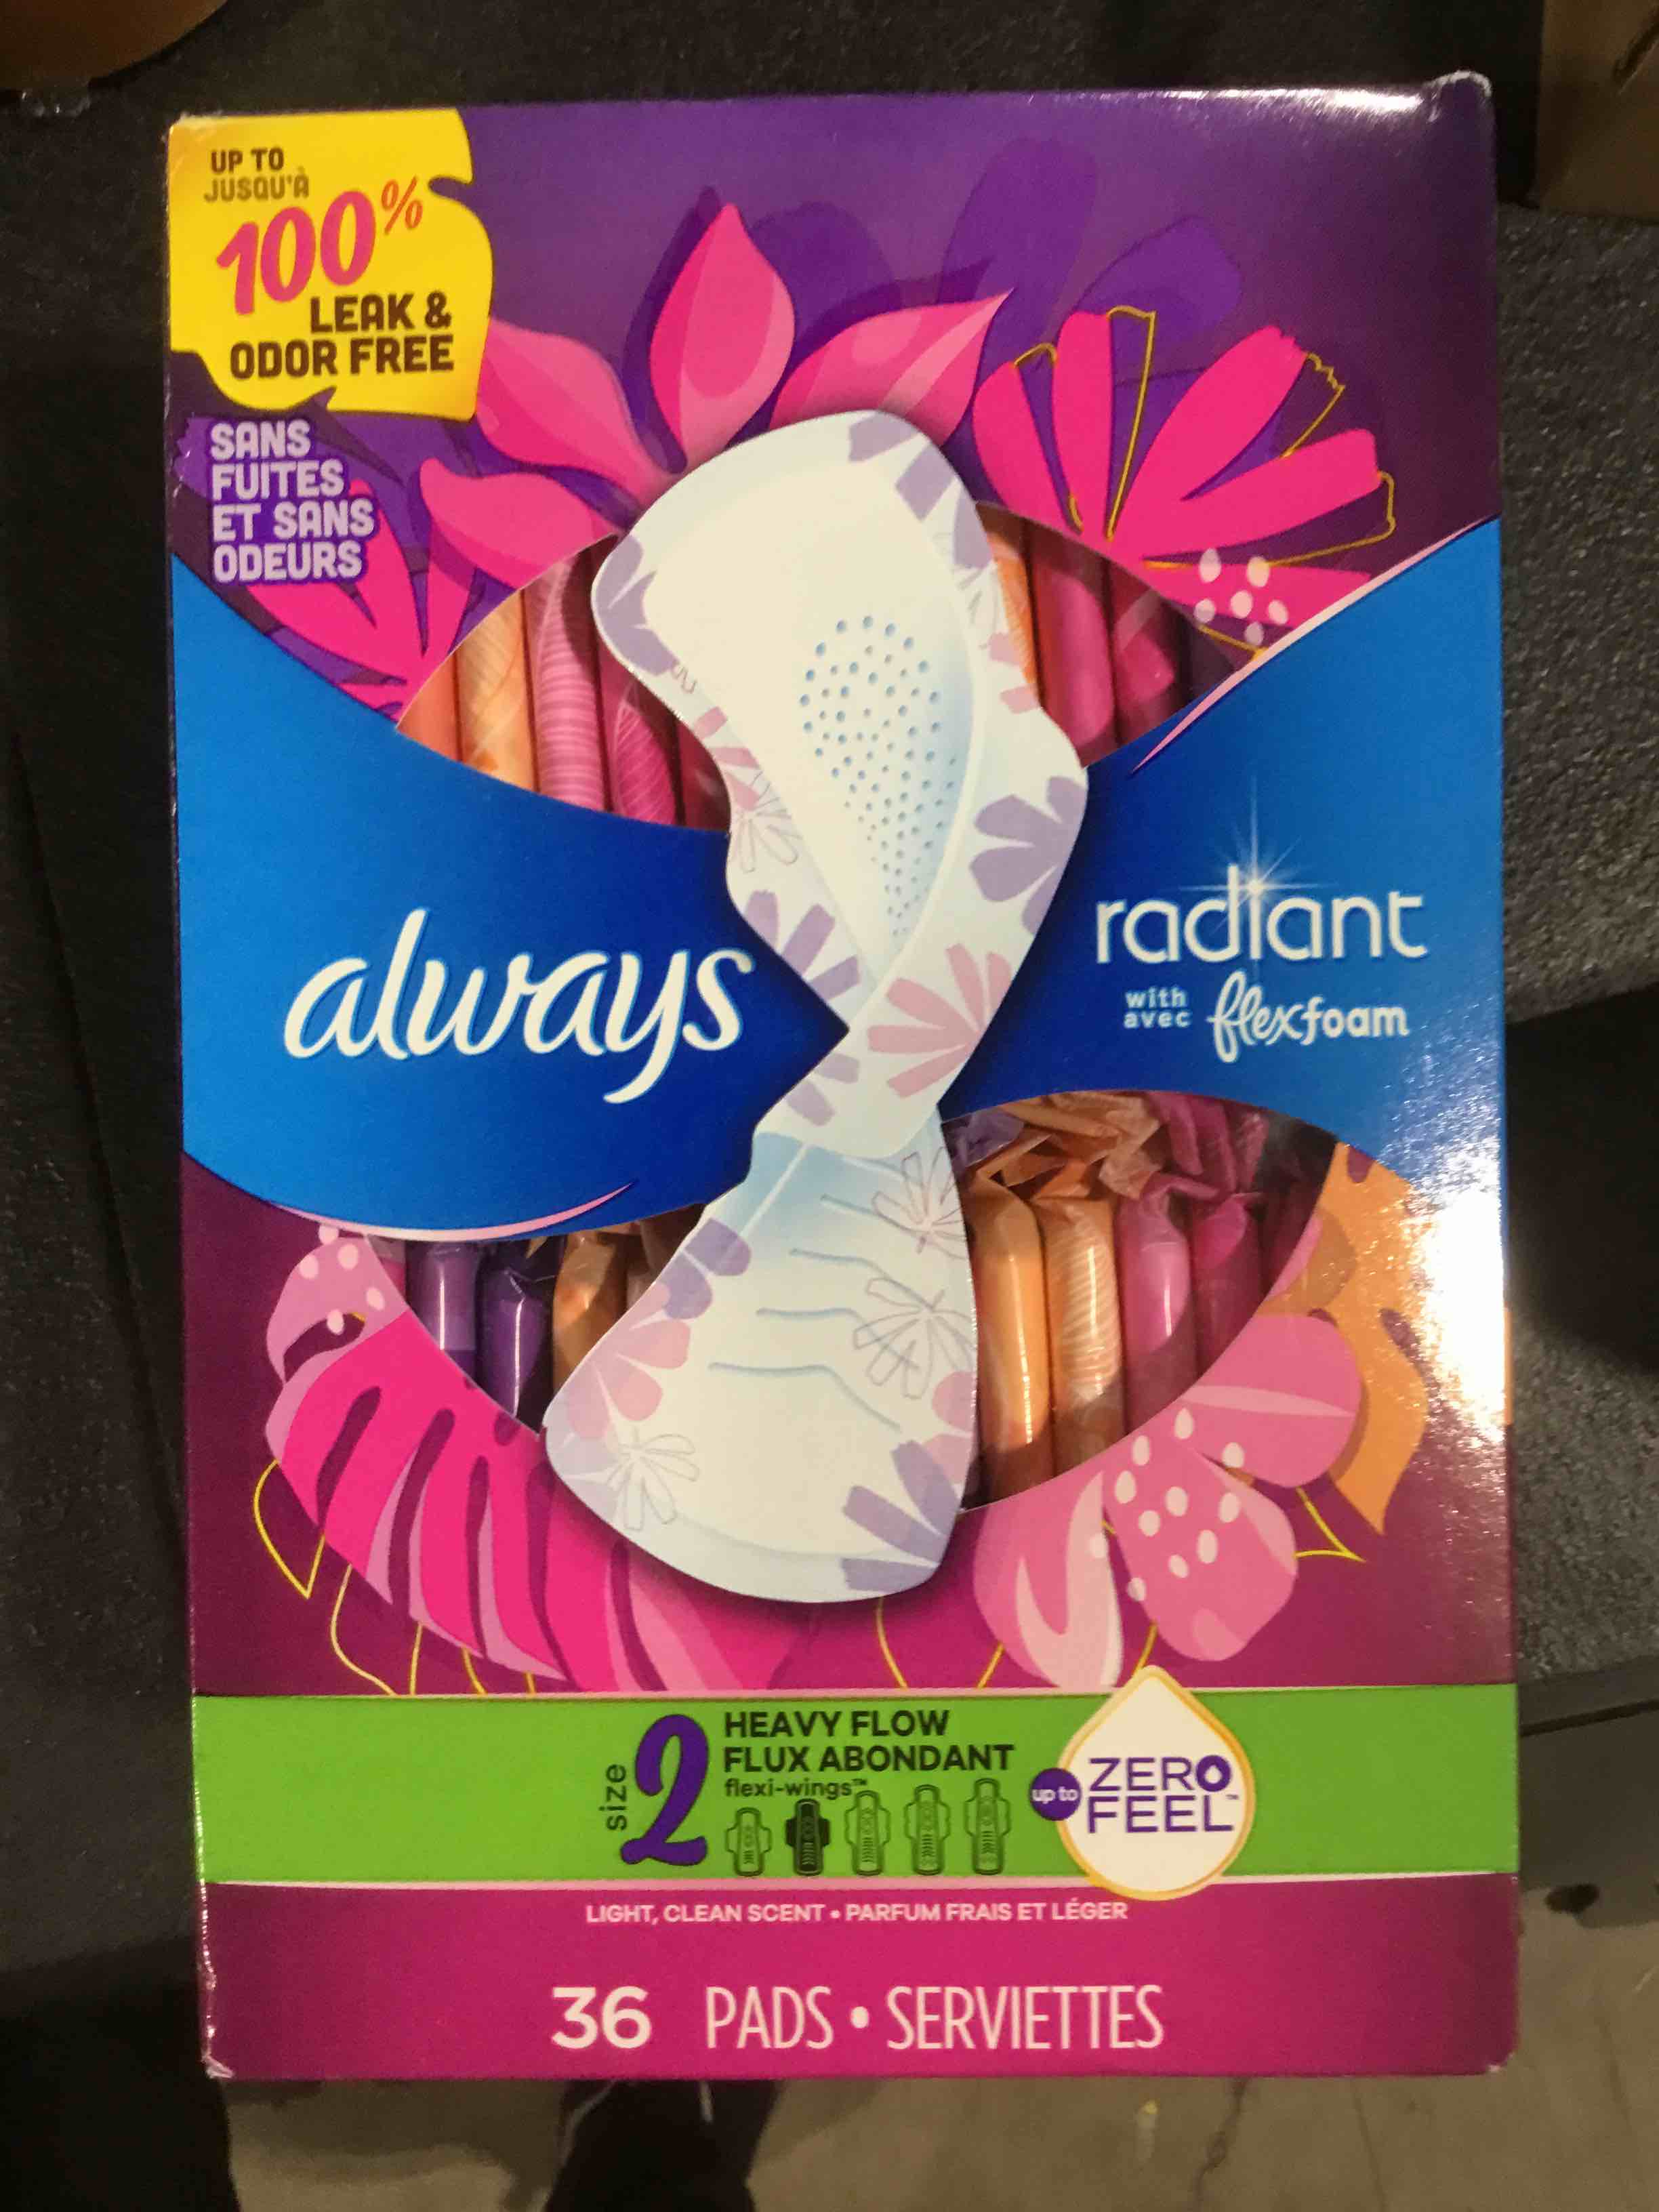 UP TO
JUSQU'À
100%
LEAK &
ODOR FREE
SANS
FUITES
ET SANS
ODEURS
always
radiant
with
avec
flexfoam
size 2
HEAVY FLOW
FLUX ABONDANT
flexi-wings™
up to
ZERO
FEEL™
LIGHT, CLEAN SCENT • PARFUM FRAIS ET LÉGER
36 PADS • SERVIETTES